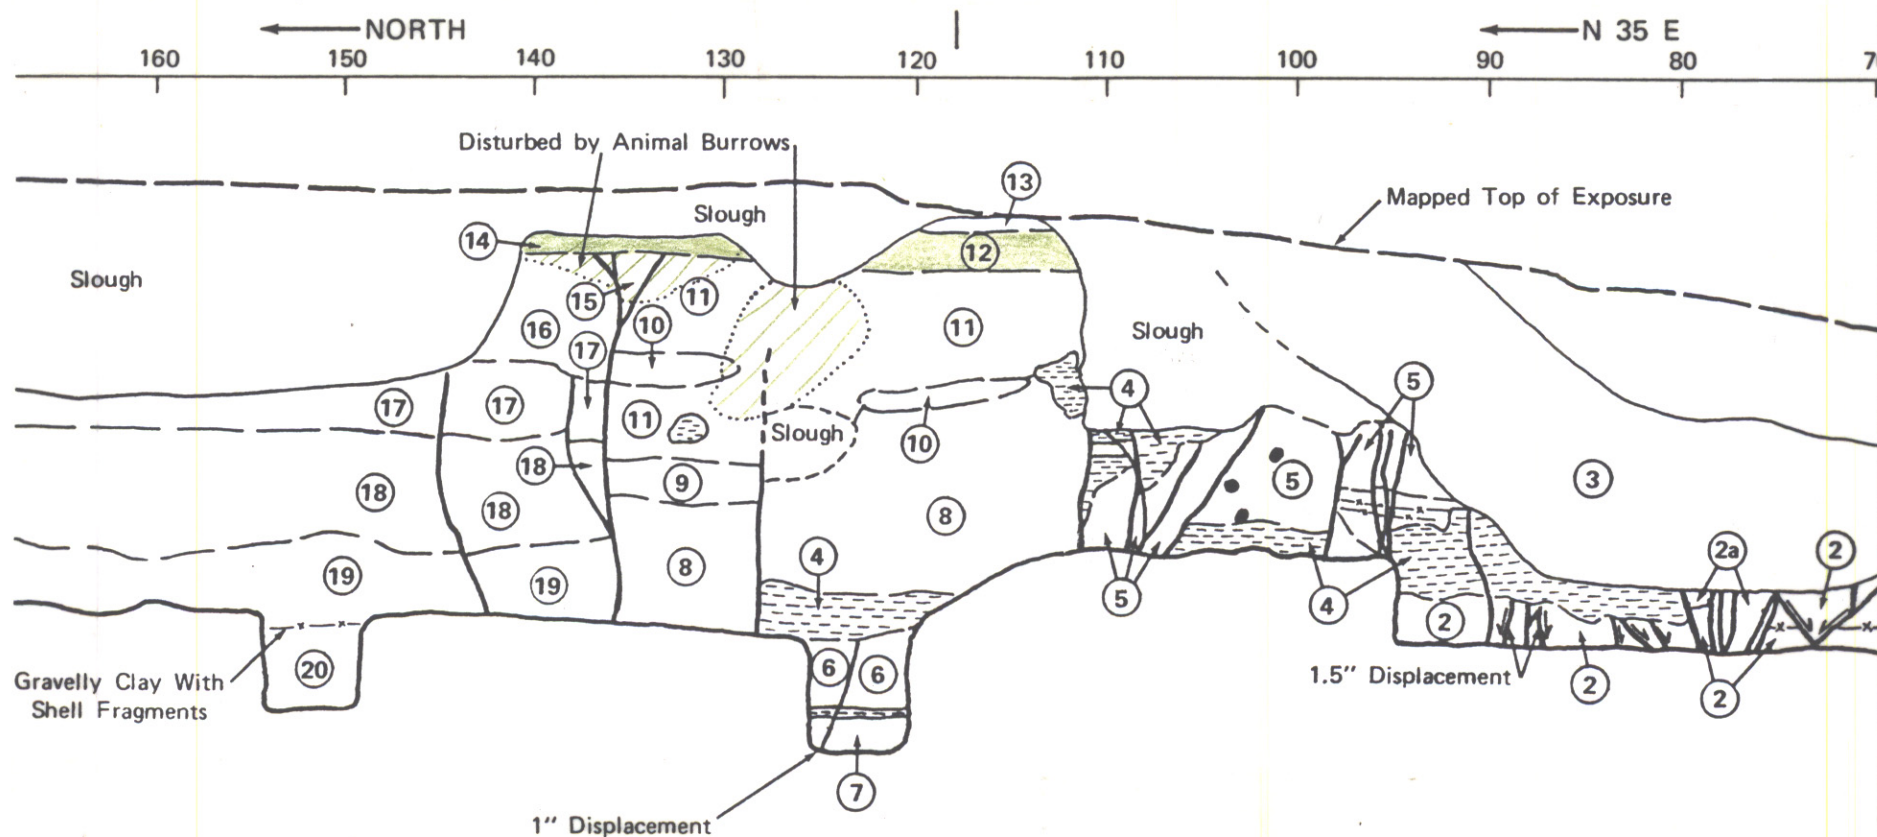 NORTH
N 35 E
160 150 140 130 120 110 100 90 80 70
Disturbed by Animal Burrows
13
Mapped Top of Exposure
Slough
14
12
Slough
15
11
16
10
11
Slough
17
4
5
17
17
11
Slough
10
18
9
5
3
18
18
8
4
2a
2
19
19
8
5
4
2
6
6
Gravelly Clay With
Shell Fragments
20
1.5" Displacement
2
2
7
1" Displacement